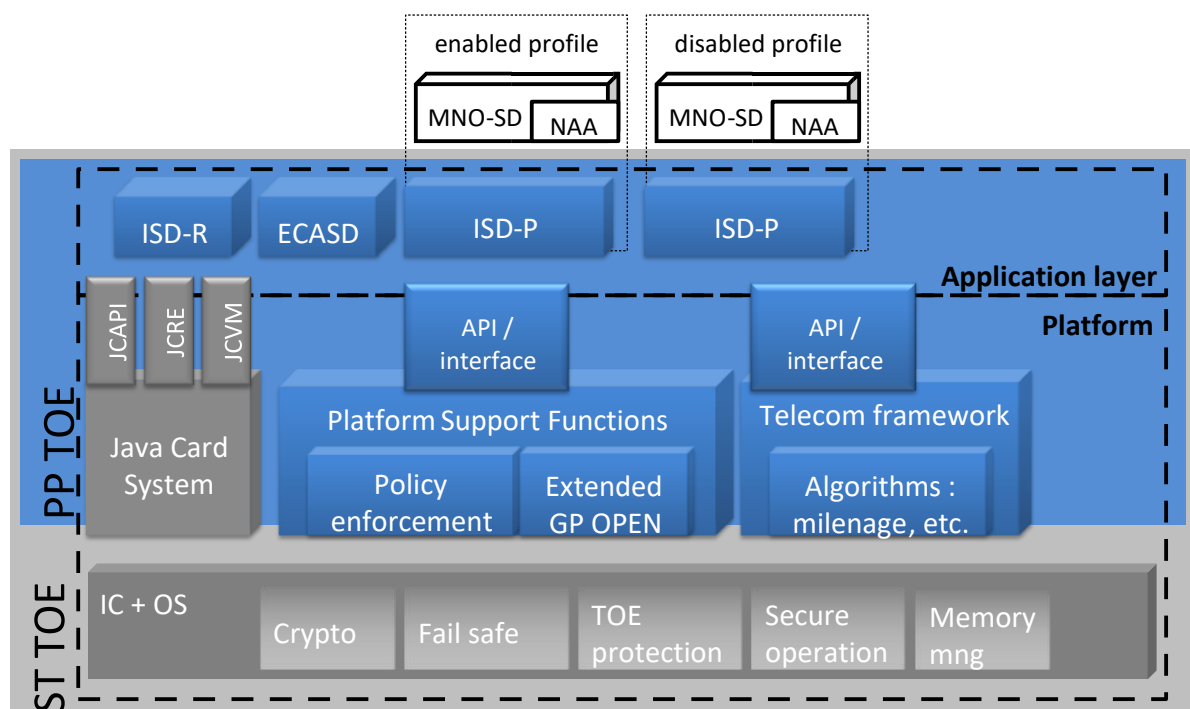 enabled profile
disabled profile
MNO-SD
NAA
MNO-SD
NAA
ISD-R
ECASD
ISD-P
ISD-P
Application layer
Platform
JCAPI
JCRE
JCVM
API /
interface
API /
interface
Java Card
System
Platform Support Functions
Policy
enforcement
Extended
GP OPEN
Telecom framework
Algorithms :
milenage, etc.
PP TOE
IC + OS
Crypto
Fail safe
TOE
protection
Secure
operation
Memory
mng
ST TOE